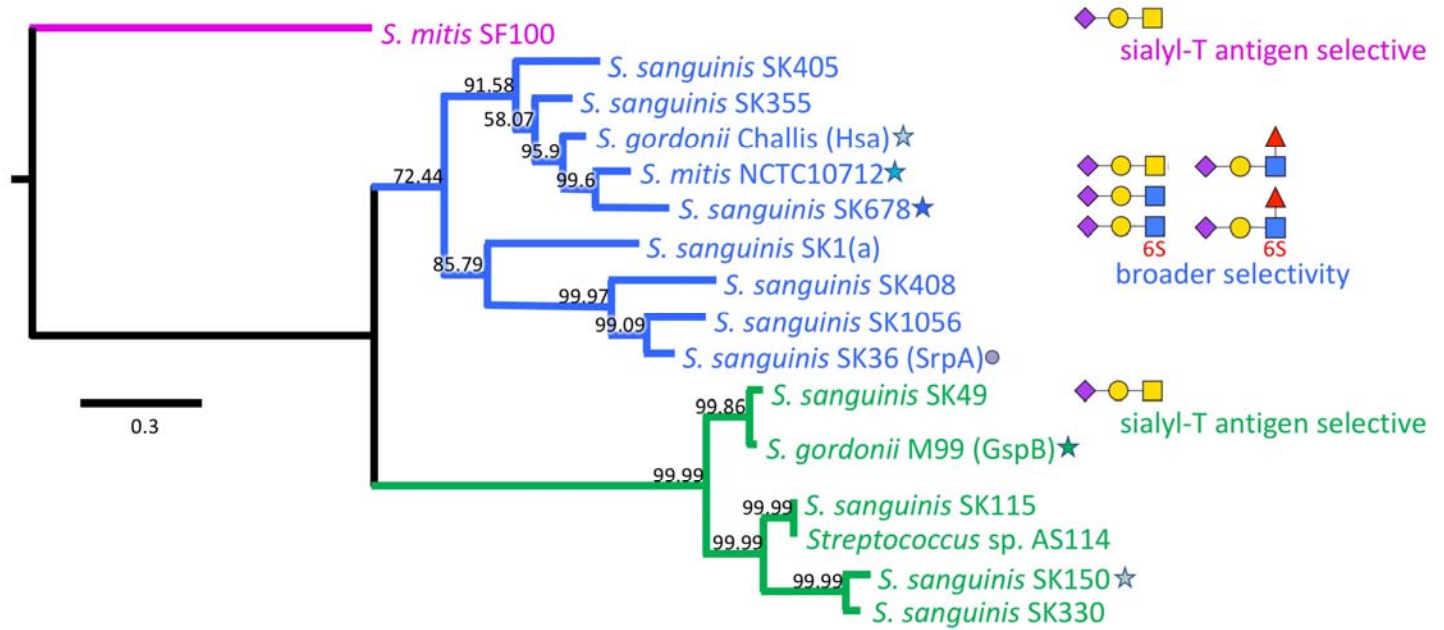 S. mitis SF100
sialyl-T antigen selective
S. sanguinis SK405
91.58
S. sanguinis SK355
58.07
S. gordonii Challis (Hsa)
95.9
S. mitis NCTC10712
99.6
72.44
S. sanguinis SK678
6S 6S
broader selectivity
S. sanguinis SK1(a)
85.79
S. sanguinis SK408
99.97
S. sanguinis SK1056
99.09
S. sanguinis SK36 (SrpA)
0.3
S. sanguinis SK49
99.86
sialyl-T antigen selective
S. gordonii M99 (GspB)
99.99
S. sanguinis SK115
99.99
Streptococcus sp. AS114
99.99
S. sanguinis SK150
99.99
S. sanguinis SK330